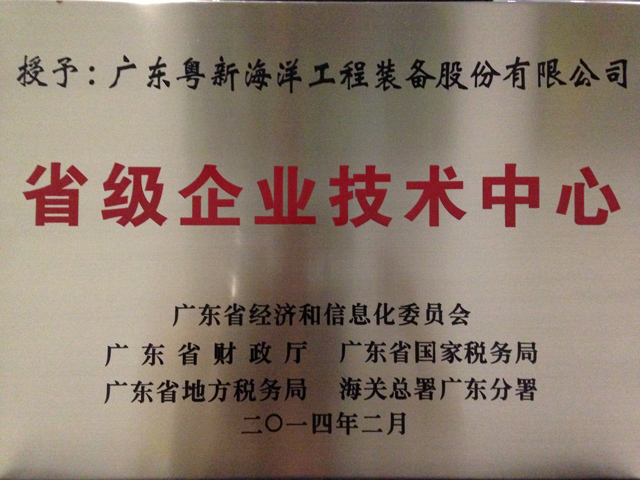 授予：广东粤新海洋工程装备股份有限公司
省级企业技术中心
广东省经济和信息化委员会
广东省财政厅 广东省国家税务局
广东省地方税务局 海关总署广东分署
二〇一四年二月